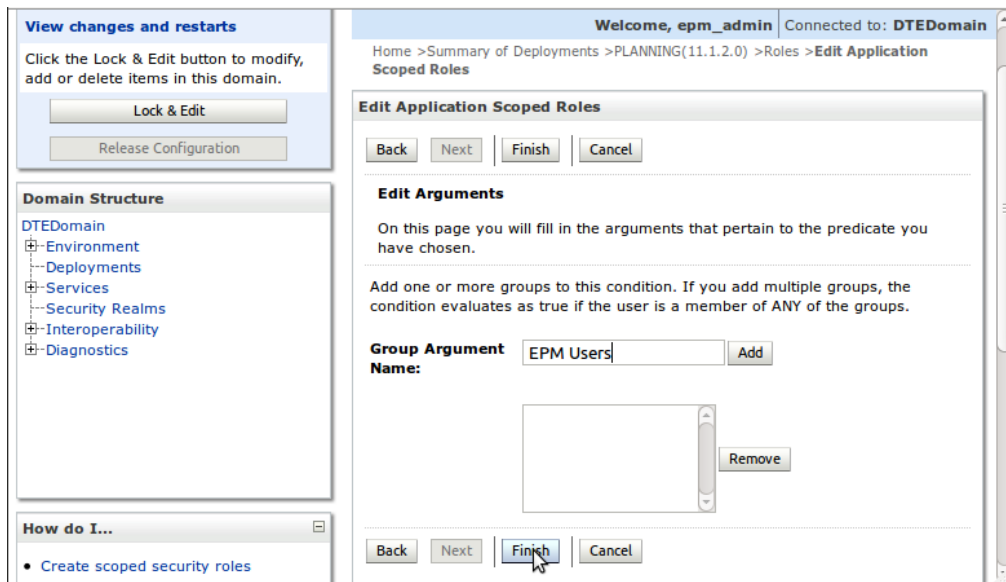 View changes and restarts
Click the Lock & Edit button to modify,
add or delete items in this domain.
Lock & Edit
Release Configuration
Domain Structure
DTEDomain
Environment
Deployments
Services
Security Realms
Interoperability
Diagnostics
How do I...
Create scoped security roles
Welcome, epm_admin Connected to: DTEDomain
Home >Summary of Deployments >PLANNING(11.1.2.0) >Roles >Edit Application
Scoped Roles
Edit Application Scoped Roles
Back Next Finish Cancel
Edit Arguments
On this page you will fill in the arguments that pertain to the predicate you
have chosen.
Add one or more groups to this condition. If you add multiple groups, the
condition evaluates as true if the user is a member of ANY of the groups.
Group Argument
Name:
EPM Users Add
Remove
Back Next Finish Cancel